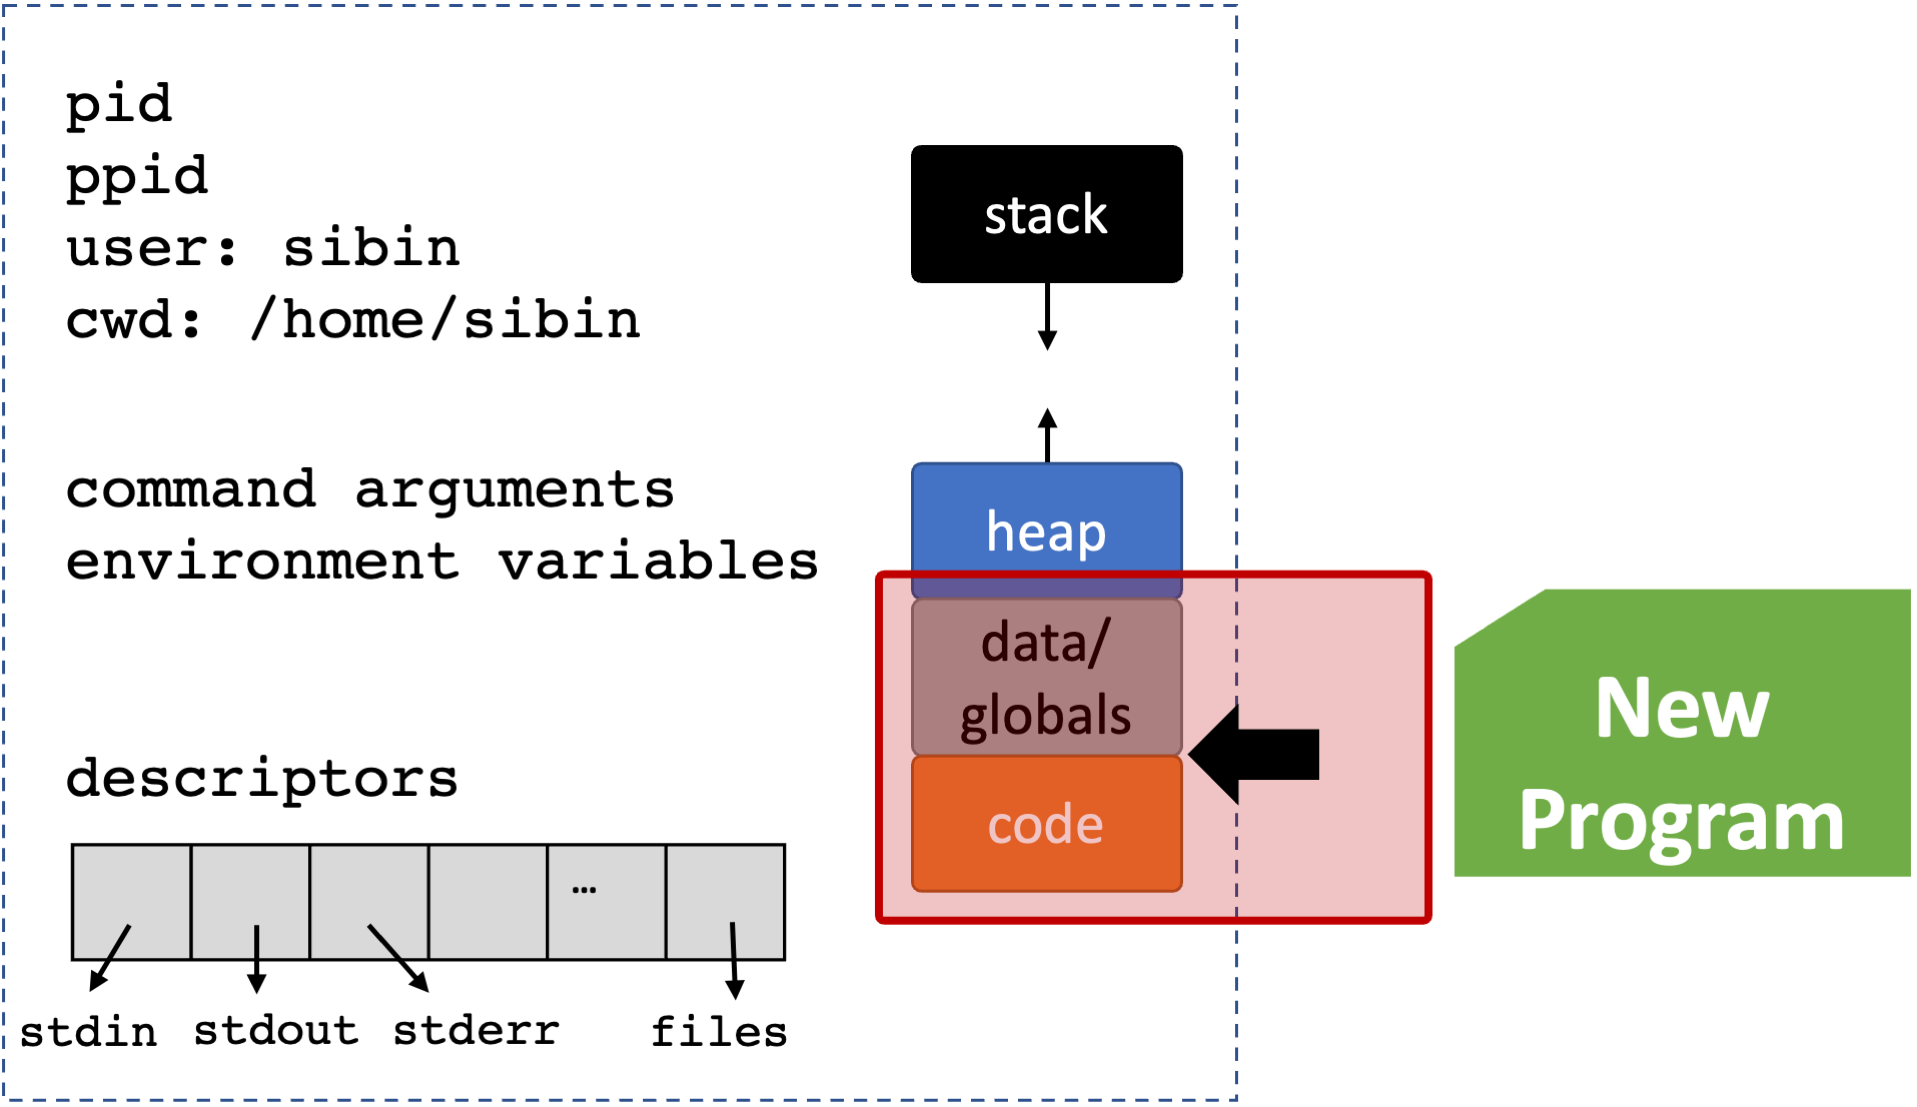 pid
ppid
user: sibin
cwd: /home/sibin
command arguments
environment variables
descriptors
...
stdin stdout stderr files
stack
heap
data/
globals
code
New
Program